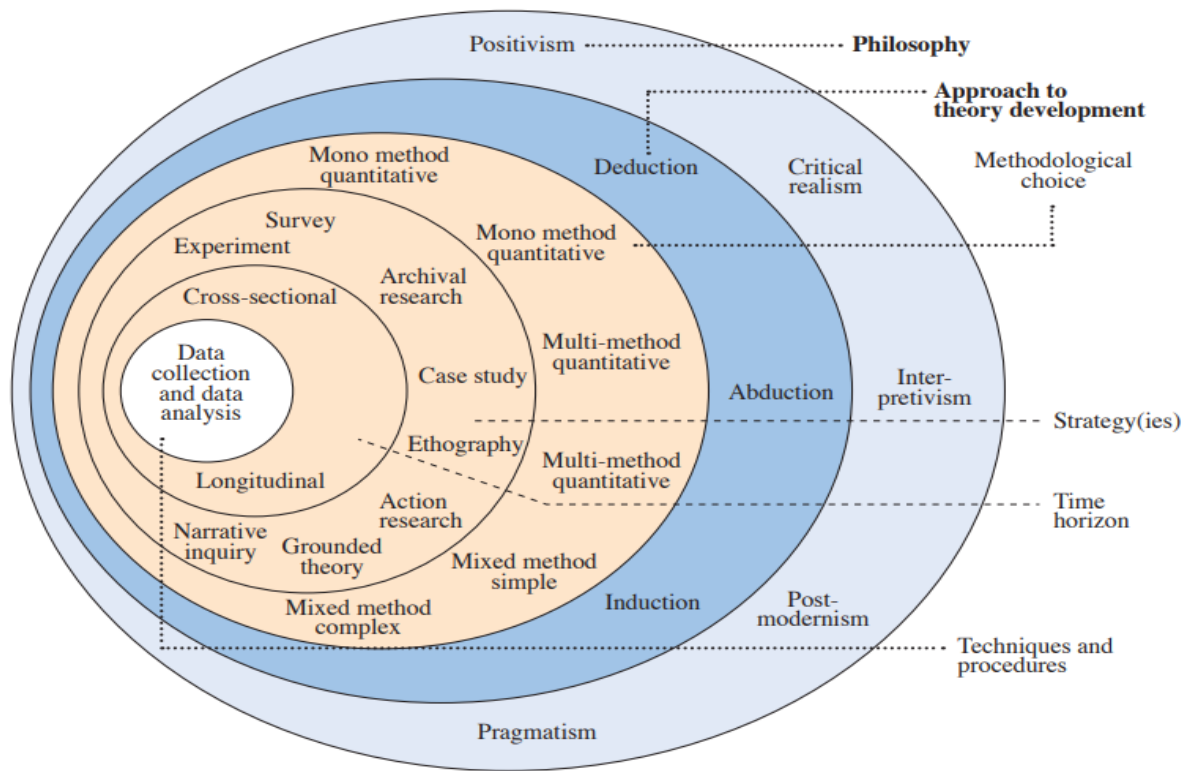 Positivism
Philosophy
Approach to
theory development
Mono method
quantitative
Deduction
Critical
realism
Methodological
choice
Survey
Experiment
Mono method
quantitative
Archival
research
Cross-sectional
Data
collection
and data
analysis
Multi-method
quantitative
Case study
Abduction
Inter-
pretivism
Strategy(ies)
Ethography
Multi-method
quantitative
Longitudinal
Time
horizon
Action
research
Narrative
inquiry
Grounded
theory
Mixed method
simple
Mixed method
complex
Induction
Post-
modernism
Techniques and
procedures
Pragmatism